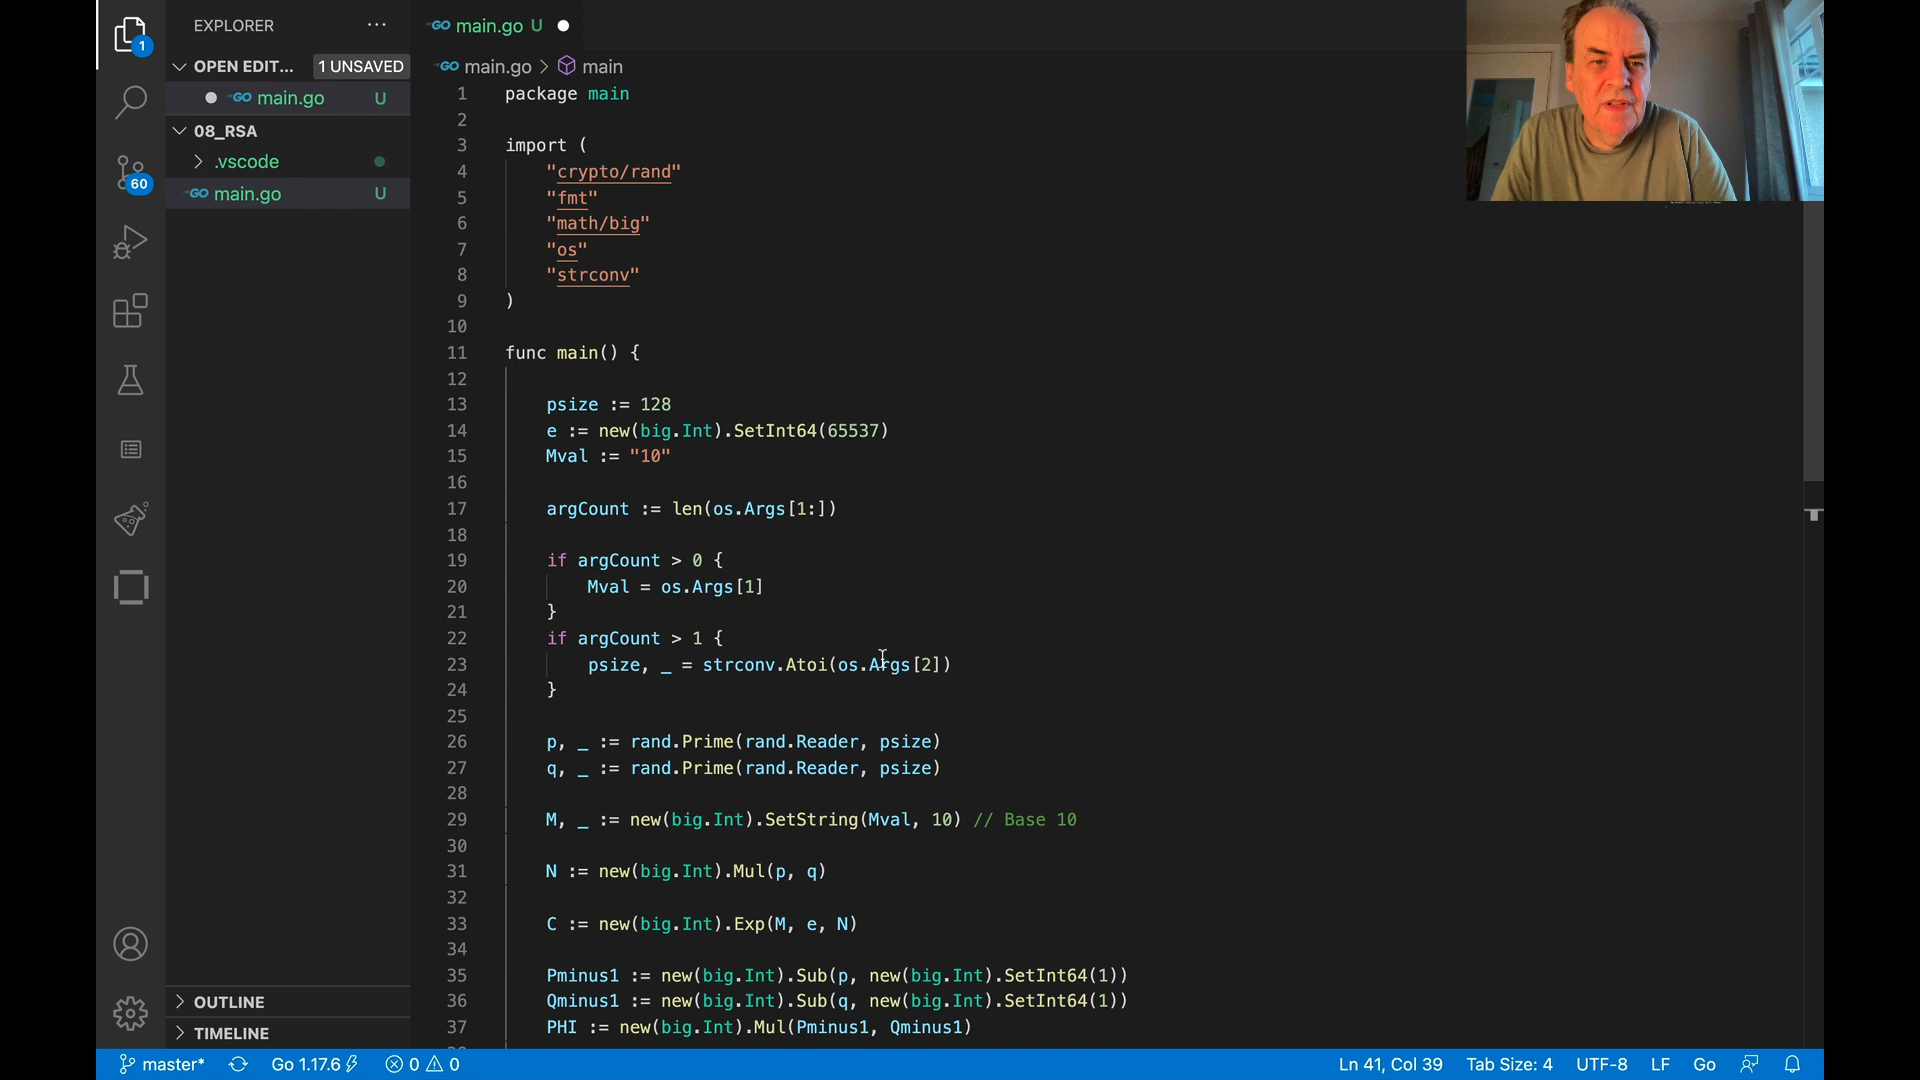 EXPLORER
···
GO main.go U
OPEN EDIT... 1 UNSAVED
GO main.go > main
GO main.go U
08_RSA
.vscode
GO main.go U
1
60
1 package main
2
3 import (
4 "crypto/rand"
5 "fmt"
6 "math/big"
7 "os"
8 "strconv"
9 )
10
11 func main() {
12
13 psize := 128
14 e := new(big.Int).SetInt64(65537)
15 Mval := "10"
16
17 argCount := len(os.Args[1:])
18
19 if argCount > 0 {
20 Mval = os.Args[1]
21 }
22 if argCount > 1 {
23 psize, _ = strconv.Atoi(os.Args[2])
24 }
25
26 p, _ := rand.Prime(rand.Reader, psize)
27 q, _ := rand.Prime(rand.Reader, psize)
28
29 M, _ := new(big.Int).SetString(Mval, 10) // Base 10
30
31 N := new(big.Int).Mul(p, q)
32
33 C := new(big.Int).Exp(M, e, N)
34
35 Pminus1 := new(big.Int).Sub(p, new(big.Int).SetInt64(1))
36 Qminus1 := new(big.Int).Sub(q, new(big.Int).SetInt64(1))
37 PHI := new(big.Int).Mul(Pminus1, Qminus1)
OUTLINE
TIMELINE
master* Go 1.17.6 0 0 Ln 41, Col 39 Tab Size: 4 UTF-8 LF Go